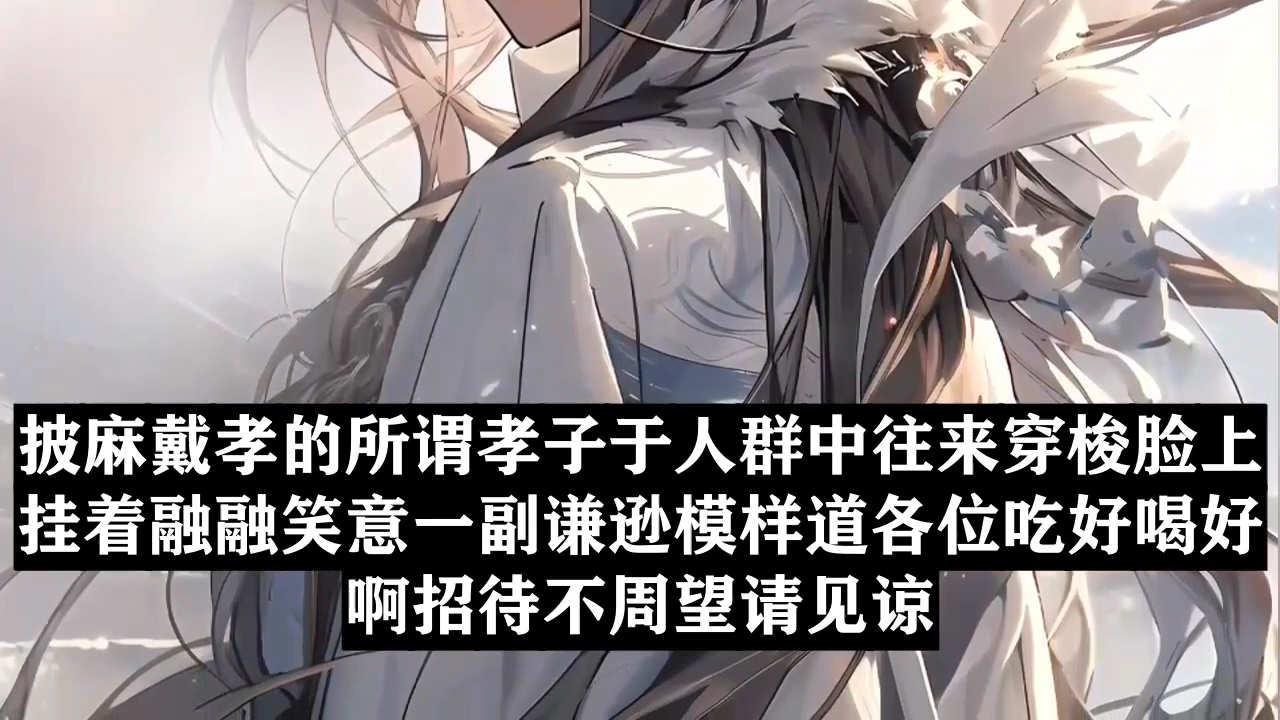 披麻戴孝的所谓孝子于人群中往来穿梭脸上
挂着融融笑意一副谦逊模样道各位吃好喝好
啊招待不周望请见谅